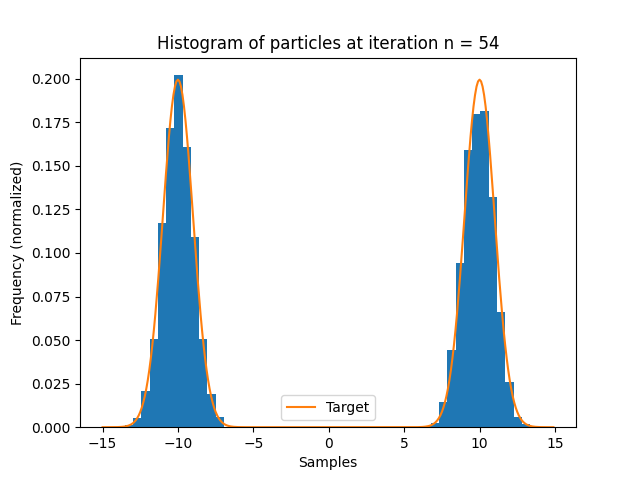 Histogram of particles at iteration n = 54
Frequency (normalized)
0.200
0.175
0.150
0.125
0.100
0.075
0.050
0.025
0.000
Target
−15 −10 −5 0 5 10 15
Samples